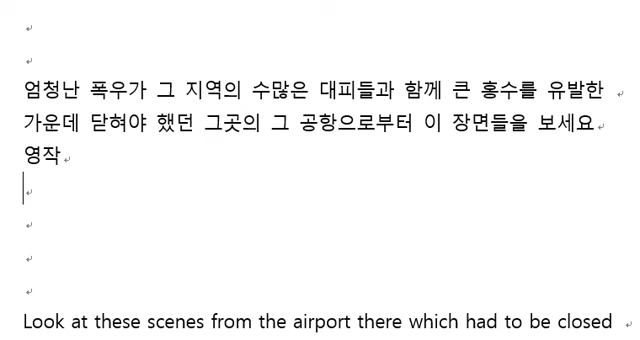 엄청난 폭우가 그 지역의 수많은 대피들과 함께 큰 홍수를 유발한
가운데 닫혀야 했던 그곳의 그 공항으로부터 이 장면들을 보세요
영작
Look at these scenes from the airport there which had to be closed